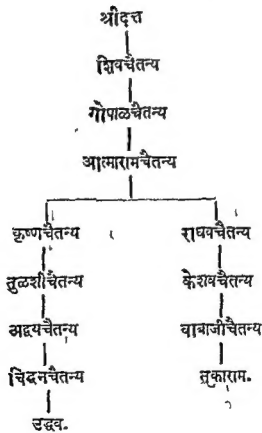 श्रीदत्त
शिवचैतन्य
गोपाळचैतन्य
आत्मारामचैतन्य
कृष्णचैतन्य राघवचैतन्य
तुळशीचैतन्य केशवचैतन्य
अद्वयचैतन्य बाबाजीचैतन्य
चिद्घनचैतन्य तुकाराम.
उद्धव.